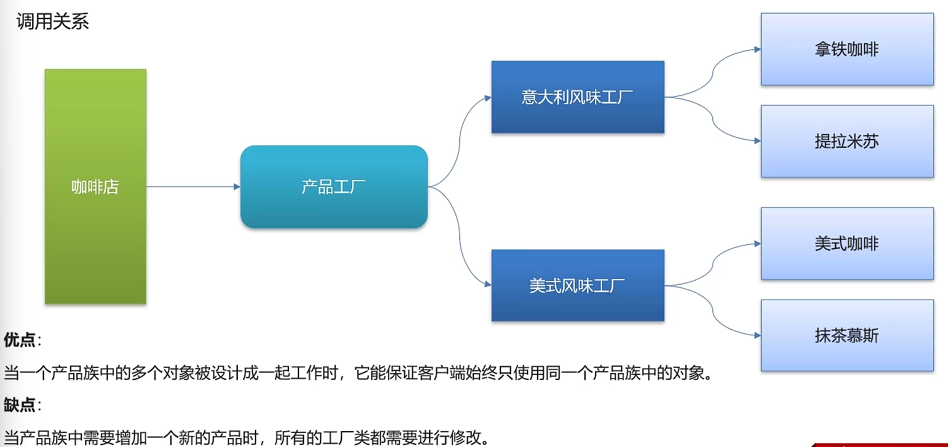 调用关系
咖啡店
产品工厂
意大利风味工厂
美式风味工厂
拿铁咖啡
提拉米苏
美式咖啡
抹茶慕斯
优点：
当一个产品族中的多个对象被设计成一起工作时，它能保证客户端始终只使用同一个产品族中的对象。
缺点：
当产品族中需要增加一个新的产品时，所有的工厂类都需要进行修改。